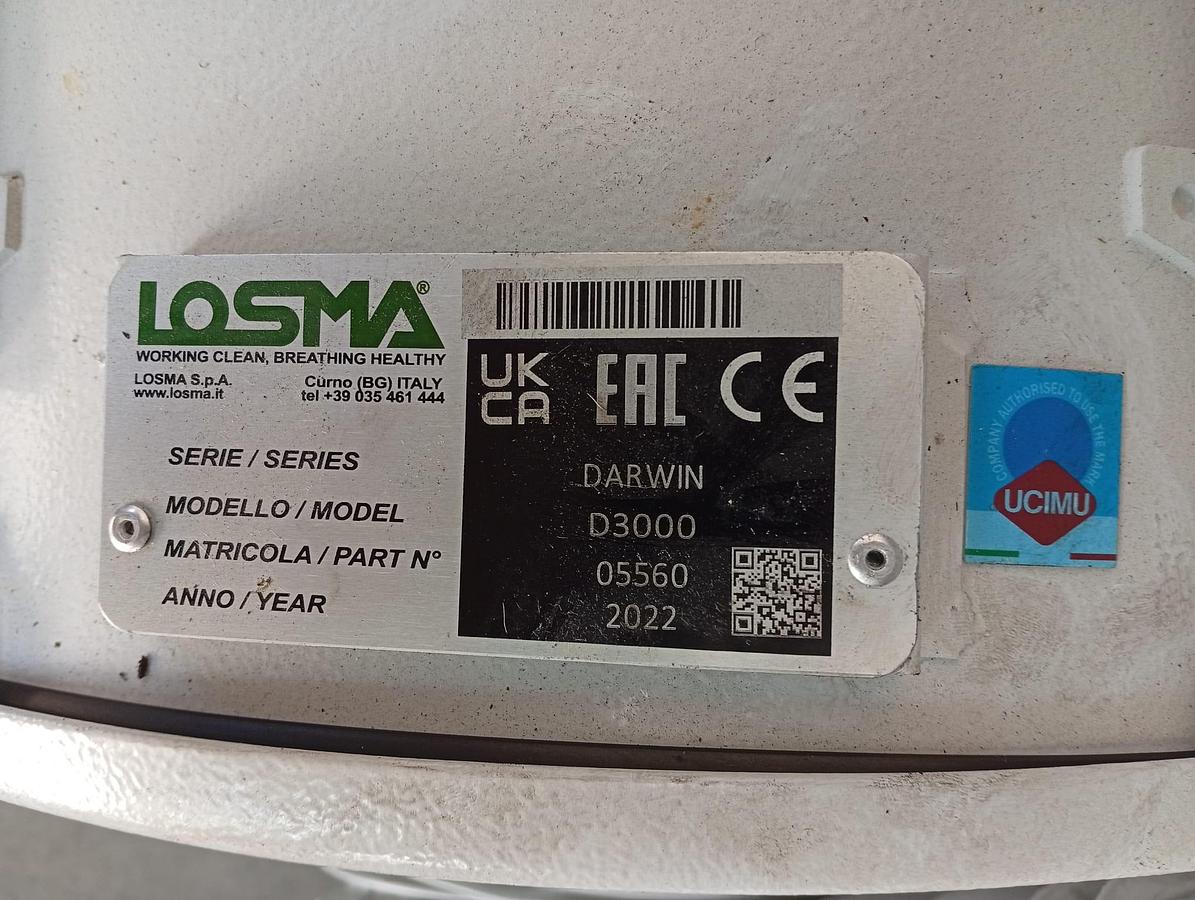 LOSMA®
WORKING CLEAN, BREATHING HEALTHY
LOSMA S.p.A.
www.losma.it
Curno (BG) ITALY
tel +39 035 461 444
UK
CA
EAC
CE
SERIE / SERIES
DARWIN
MODELLO / MODEL
D3000
MATRICOLA / PART N°
05560
ANNO / YEAR
2022
COMPANY AUTHORISED TO USE THE MARK
UCIMU